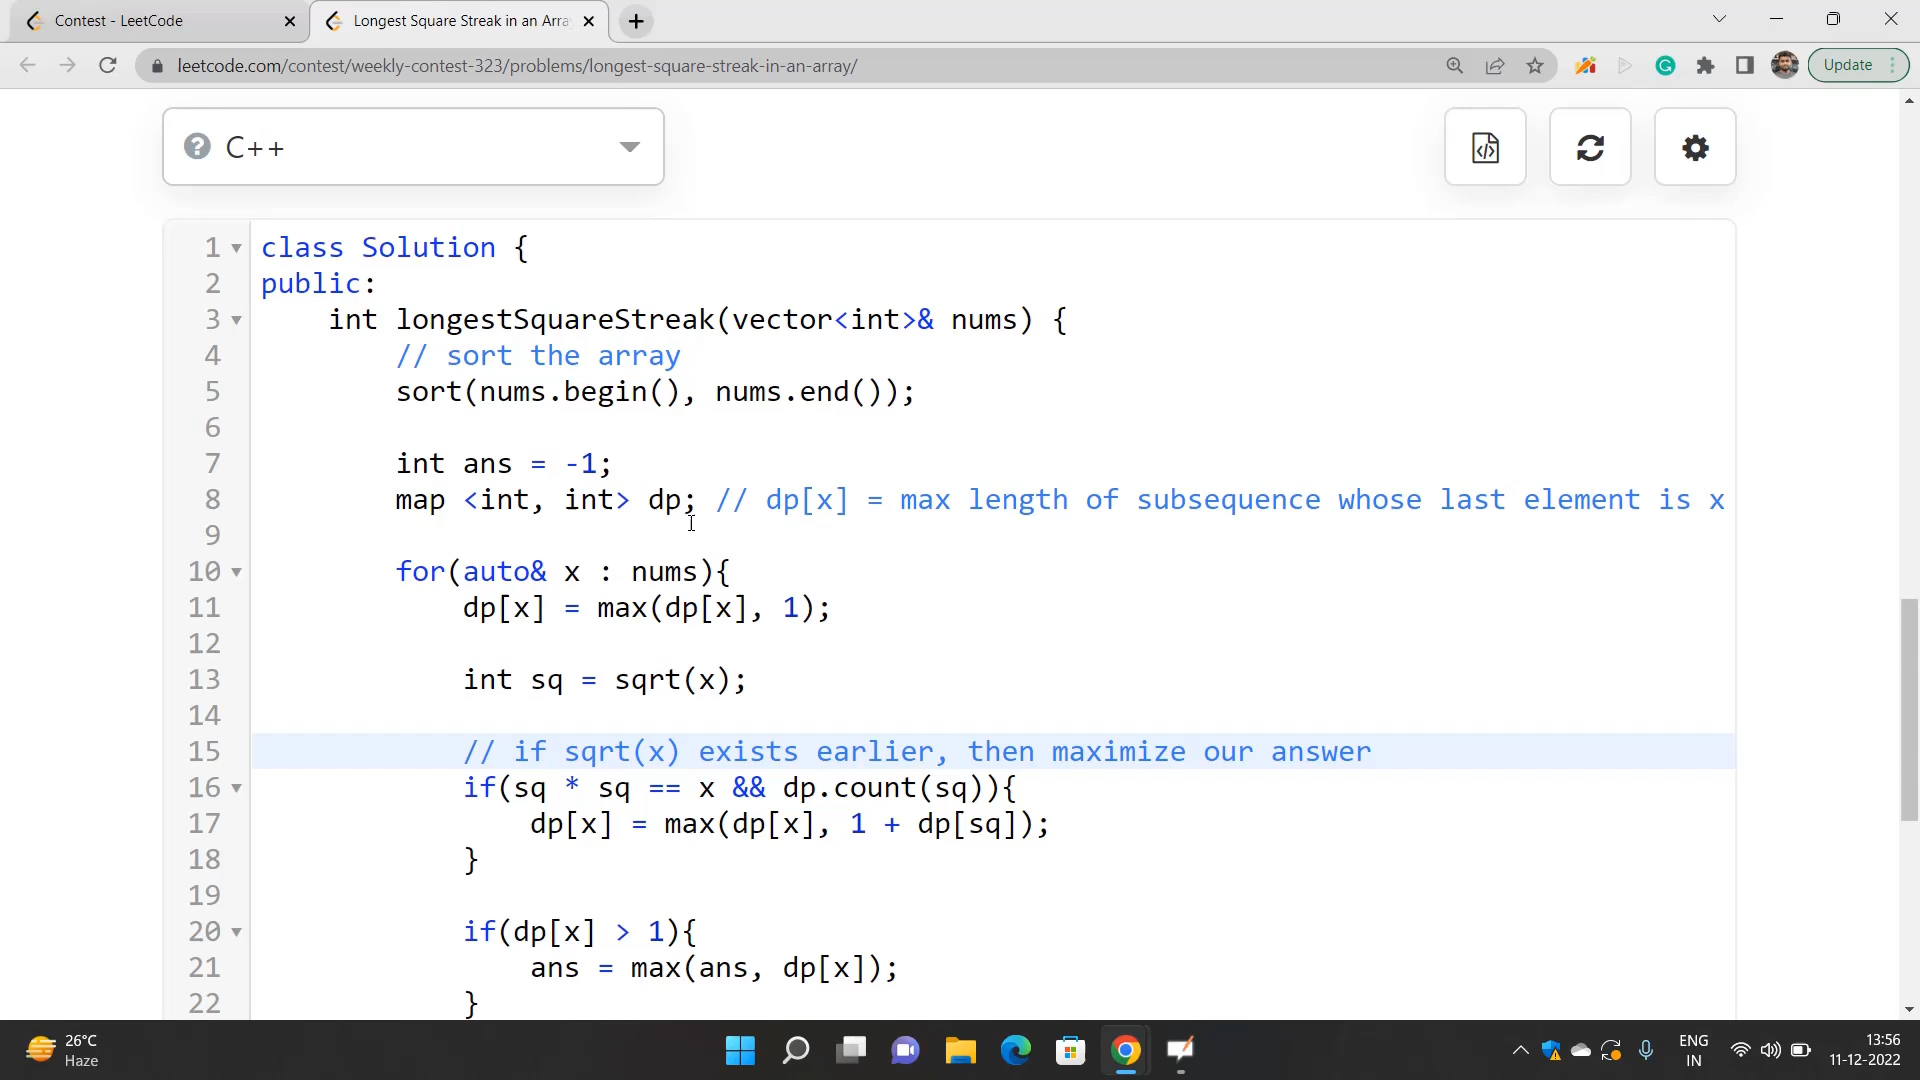 Contest - LeetCode
Longest Square Streak in an Arra
leetcode.com/contest/weekly-contest-323/problems/longest-square-streak-in-an-array/
Update
C++
1 class Solution {
2 public:
3 int longestSquareStreak(vector<int>& nums) {
4 // sort the array
5 sort(nums.begin(), nums.end());
6
7 int ans = -1;
8 map <int, int> dp; // dp[x] = max length of subsequence whose last element is x
9
10 for(auto& x : nums){
11 dp[x] = max(dp[x], 1);
12
13 int sq = sqrt(x);
14
15 // if sqrt(x) exists earlier, then maximize our answer
16 if(sq * sq == x && dp.count(sq)){
17 dp[x] = max(dp[x], 1 + dp[sq]);
18 }
19
20 if(dp[x] > 1){
21 ans = max(ans, dp[x]);
22 }
26°C
Haze
ENG
IN
13:56
11-12-2022